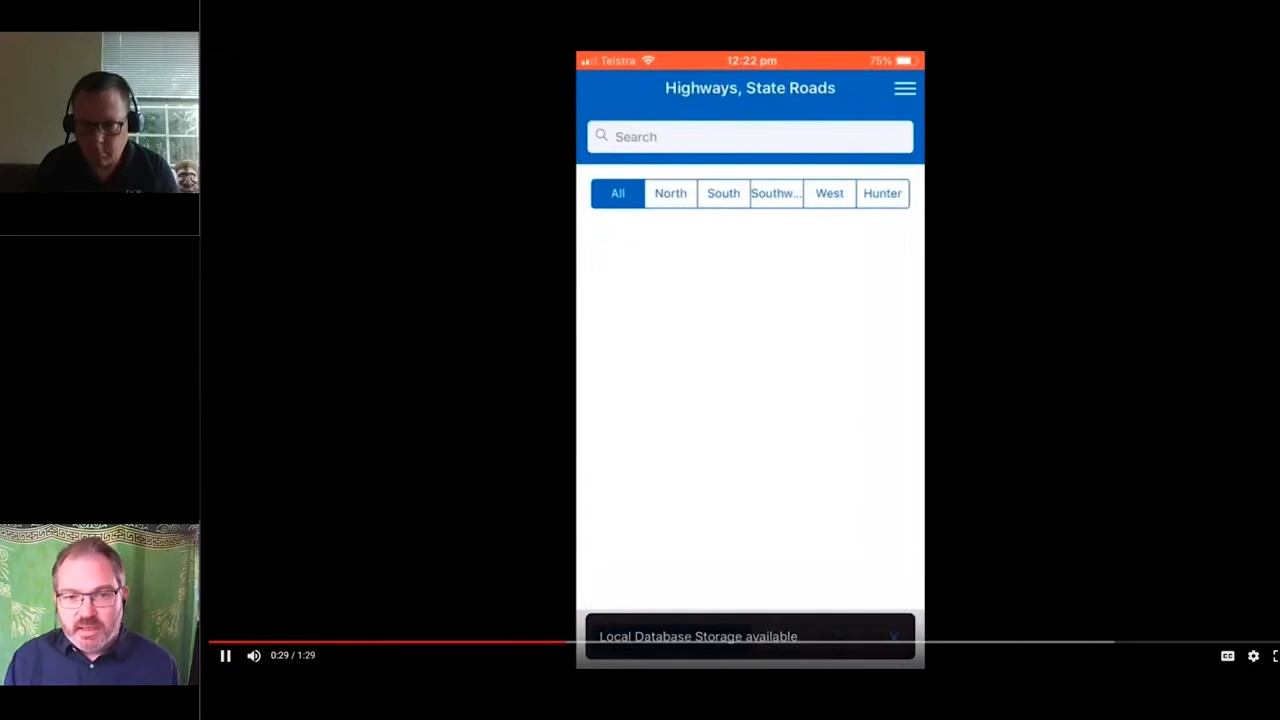 Telstra 12:22 pm 75%
Highways, State Roads
Search
All North South Southw... West Hunter
Local Database Storage available X
0:29 / 1:29
CC